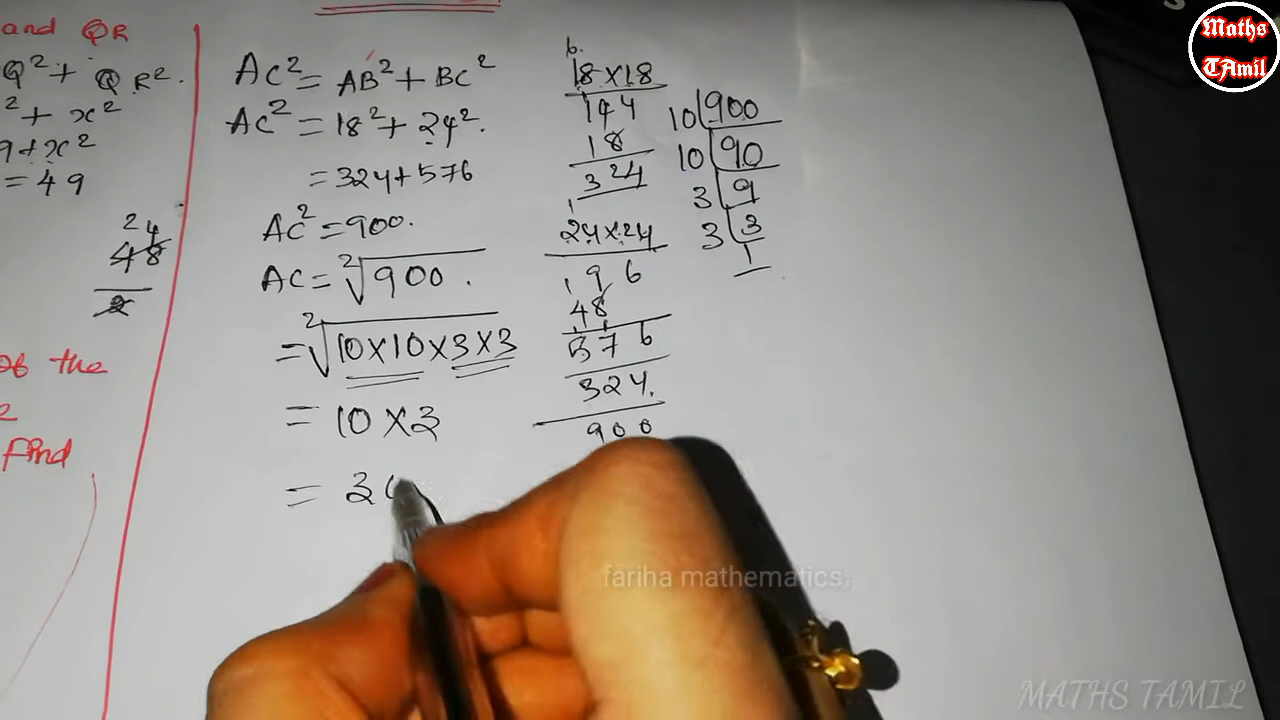 and QR
Q² + QR².
² + x²
9+x²
= 49
24
48
2
of the
2
Find
AC² = AB² + BC²
AC² = 18² + 24².
= 324+576
AC² = 900.
AC = ²√900.
= ²√10×10×3×3
= 10 × 3
= 30
6.
18×18
144
18
324
1
24×24
196
48
576
324.
900
10 900
10 90
3 9
3 3
1
Maths
TAmil
fariha mathematics,
MATHS TAMIL